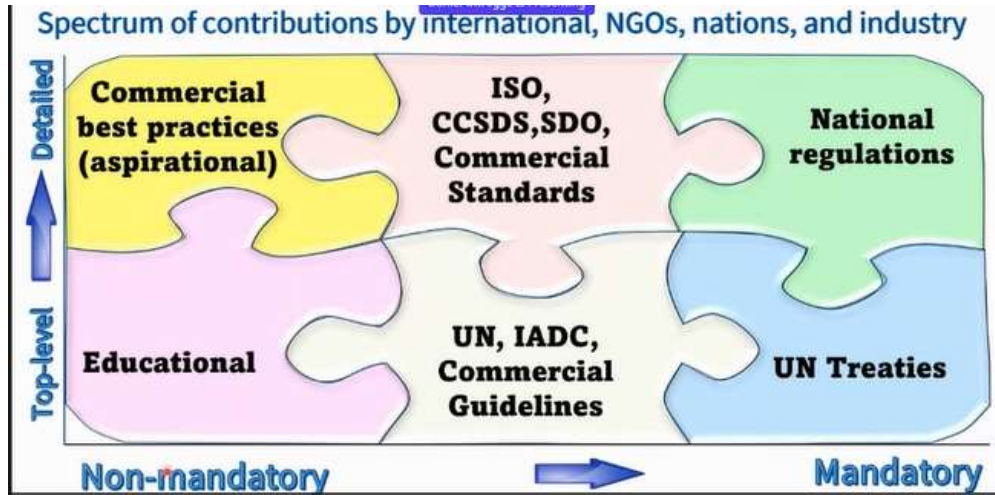 Spectrum of contributions by international, NGOs, nations, and industry
Detailed
Commercial
best practices
(aspirational)
ISO,
CCSDS,SDO,
Commercial
Standards
National
regulations
Top-level
Educational
UN, IADC,
Commercial
Guidelines
UN Treaties
Non-mandatory
Mandatory